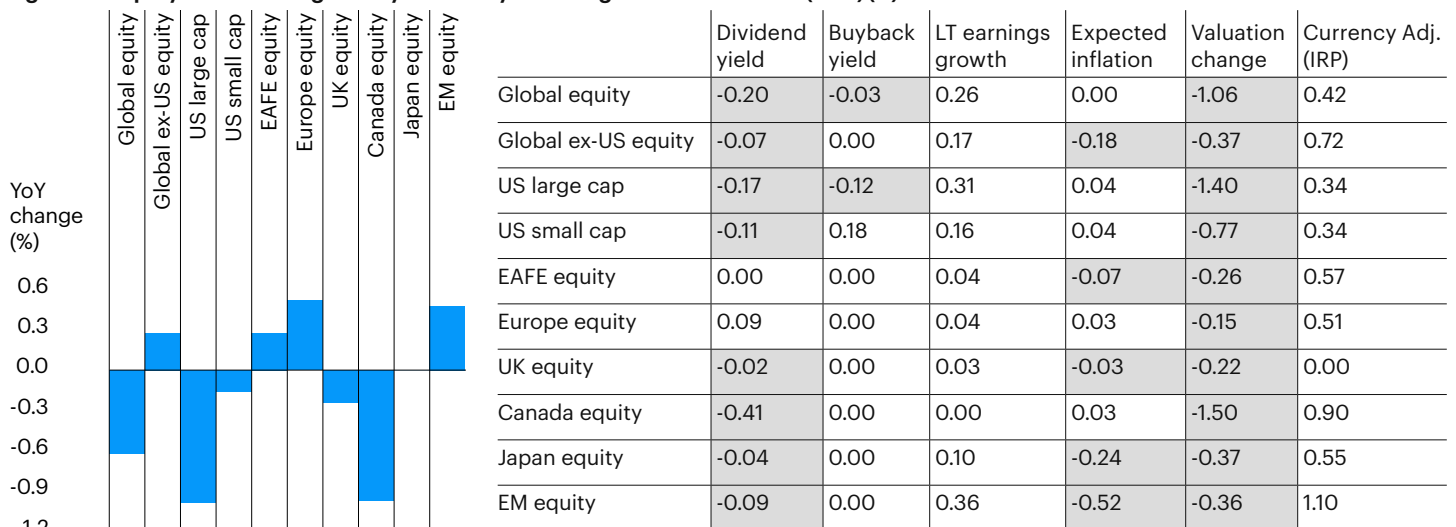 Global equity
Global ex-US equity
US large cap
US small cap
EAFE equity
Europe equity
UK equity
Canada equity
Japan equity
EM equity
YoY
change
(%)
0.6
0.3
0.0
-0.3
-0.6
-0.9
Dividend yield Buyback yield LT earnings growth Expected inflation Valuation change Currency Adj. (IRP)
Global equity -0.20 -0.03 0.26 0.00 -1.06 0.42
Global ex-US equity -0.07 0.00 0.17 -0.18 -0.37 0.72
US large cap -0.17 -0.12 0.31 0.04 -1.40 0.34
US small cap -0.11 0.18 0.16 0.04 -0.77 0.34
EAFE equity 0.00 0.00 0.04 -0.07 -0.26 0.57
Europe equity 0.09 0.00 0.04 0.03 -0.15 0.51
UK equity -0.02 0.00 0.03 -0.03 -0.22 0.00
Canada equity -0.41 0.00 0.00 0.03 -1.50 0.90
Japan equity -0.04 0.00 0.10 -0.24 -0.37 0.55
EM equity -0.09 0.00 0.36 -0.52 -0.36 1.10